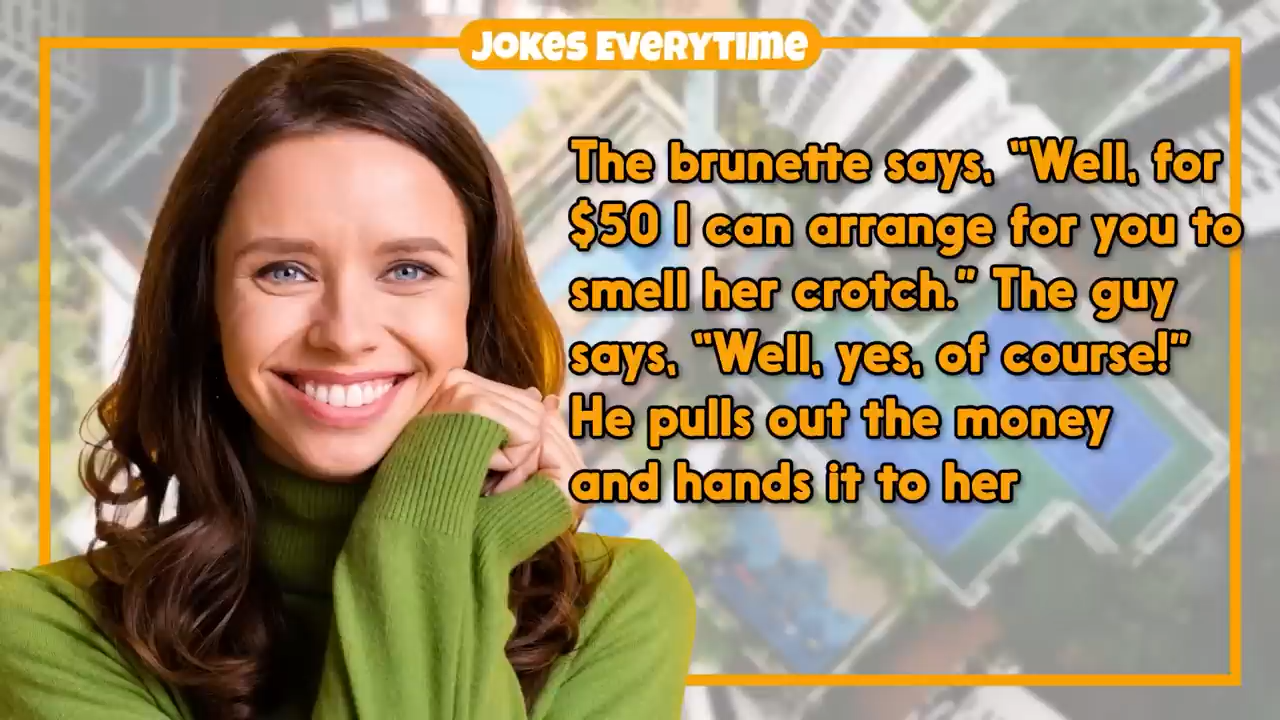 JOKES EVERYTIME
The brunette says, "Well, for
$50 I can arrange for you to
smell her crotch." The guy
says, "Well, yes, of course!"
He pulls out the money
and hands it to her